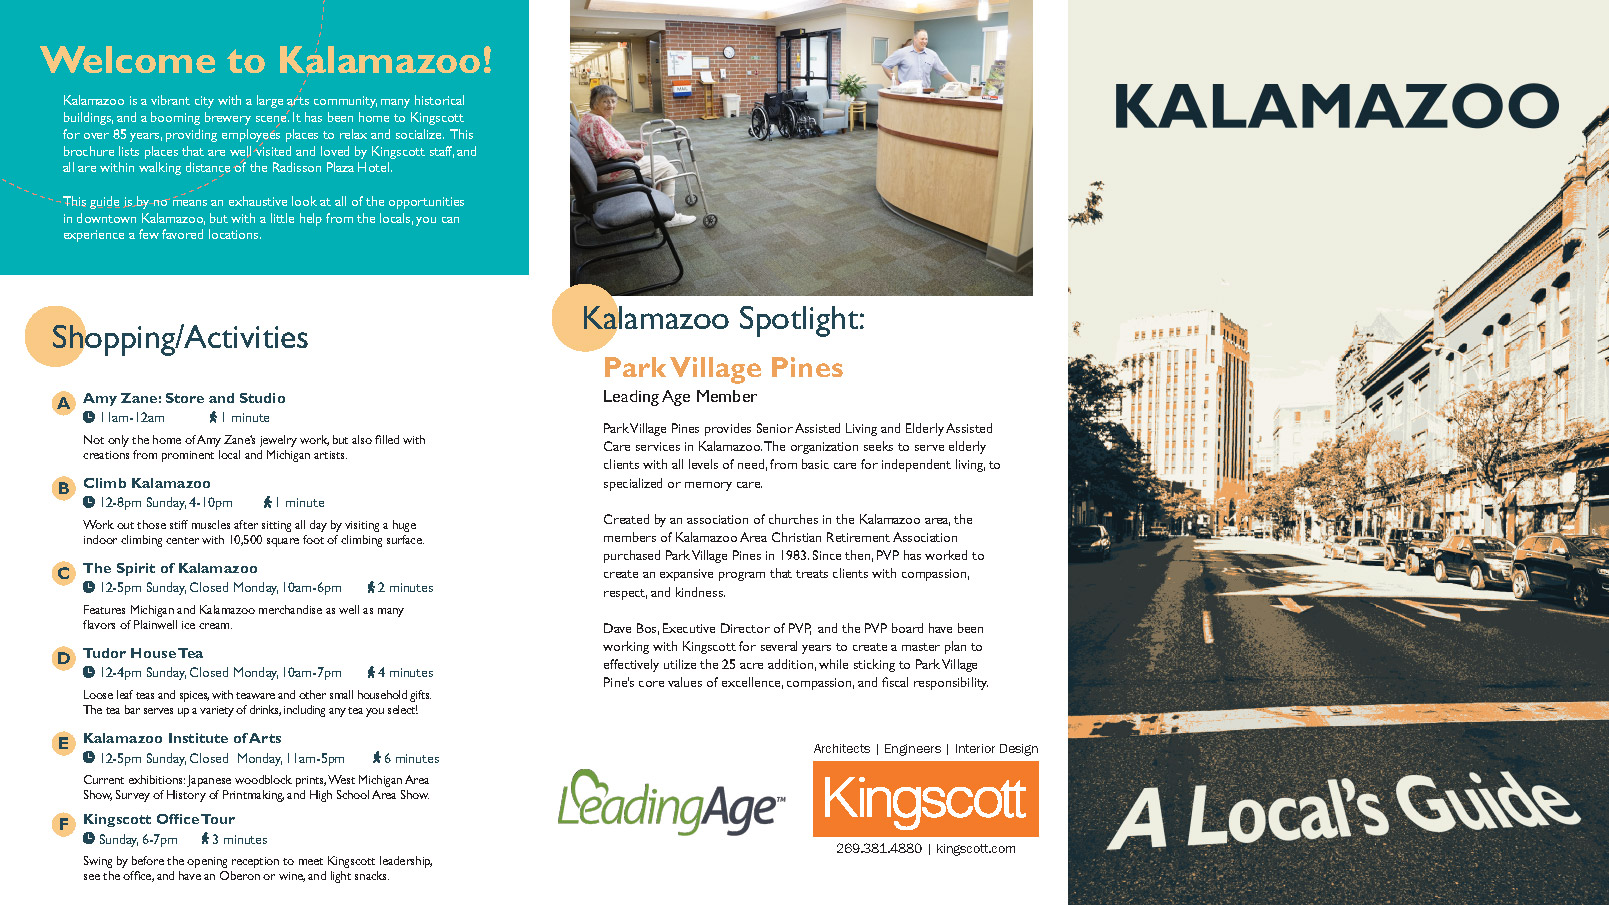 Welcome to Kalamazoo!
Kalamazoo is a vibrant city with a large arts community, many historical
buildings, and a booming brewery scene. It has been home to Kingscott
for over 85 years, providing employees places to relax and socialize. This
brochure lists places that are well visited and loved by Kingscott staff, and
all are within walking distance of the Radisson Plaza Hotel.
This guide is by no means an exhaustive look at all of the opportunities
in downtown Kalamazoo, but with a little help from the locals, you can
experience a few favored locations.
Shopping/Activities
A Amy Zane: Store and Studio
11am-12am 1 minute
Not only the home of Amy Zane's jewelry work, but also filled with
creations from prominent local and Michigan artists.
B Climb Kalamazoo
12-8pm Sunday, 4-10pm 1 minute
Work out those stiff muscles after sitting all day by visiting a huge
indoor climbing center with 10,500 square foot of climbing surface.
C The Spirit of Kalamazoo
12-5pm Sunday, Closed Monday, 10am-6pm 2 minutes
Features Michigan and Kalamazoo merchandise as well as many
flavors of Plainwell ice cream.
D Tudor House Tea
12-4pm Sunday, Closed Monday, 10am-7pm 4 minutes
Loose leaf teas and spices, with teaware and other small household gifts.
The tea bar serves up a variety of drinks, including any tea you select!
E Kalamazoo Institute of Arts
12-5pm Sunday, Closed Monday, 11am-5pm 6 minutes
Current exhibitions: Japanese woodblock prints, West Michigan Area
Show, Survey of History of Printmaking, and High School Area Show.
F Kingscott Office Tour
Sunday, 6-7pm 3 minutes
Swing by before the opening reception to meet Kingscott leadership,
see the office, and have an Oberon or wine, and light snacks.
Kalamazoo Spotlight:
Park Village Pines
Leading Age Member
Park Village Pines provides Senior Assisted Living and Elderly Assisted
Care services in Kalamazoo. The organization seeks to serve elderly
clients with all levels of need, from basic care for independent living, to
specialized or memory care.
Created by an association of churches in the Kalamazoo area, the
members of Kalamazoo Area Christian Retirement Association
purchased Park Village Pines in 1983. Since then, PVP has worked to
create an expansive program that treats clients with compassion,
respect, and kindness.
Dave Bos, Executive Director of PVP, and the PVP board have been
working with Kingscott for several years to create a master plan to
effectively utilize the 25 acre addition, while sticking to Park Village
Pine's core values of excellence, compassion, and fiscal responsibility.
LeadingAge™
Architects | Engineers | Interior Design
Kingscott
269.381.4880 | kingscott.com
KALAMAZOO
A Local's Guide